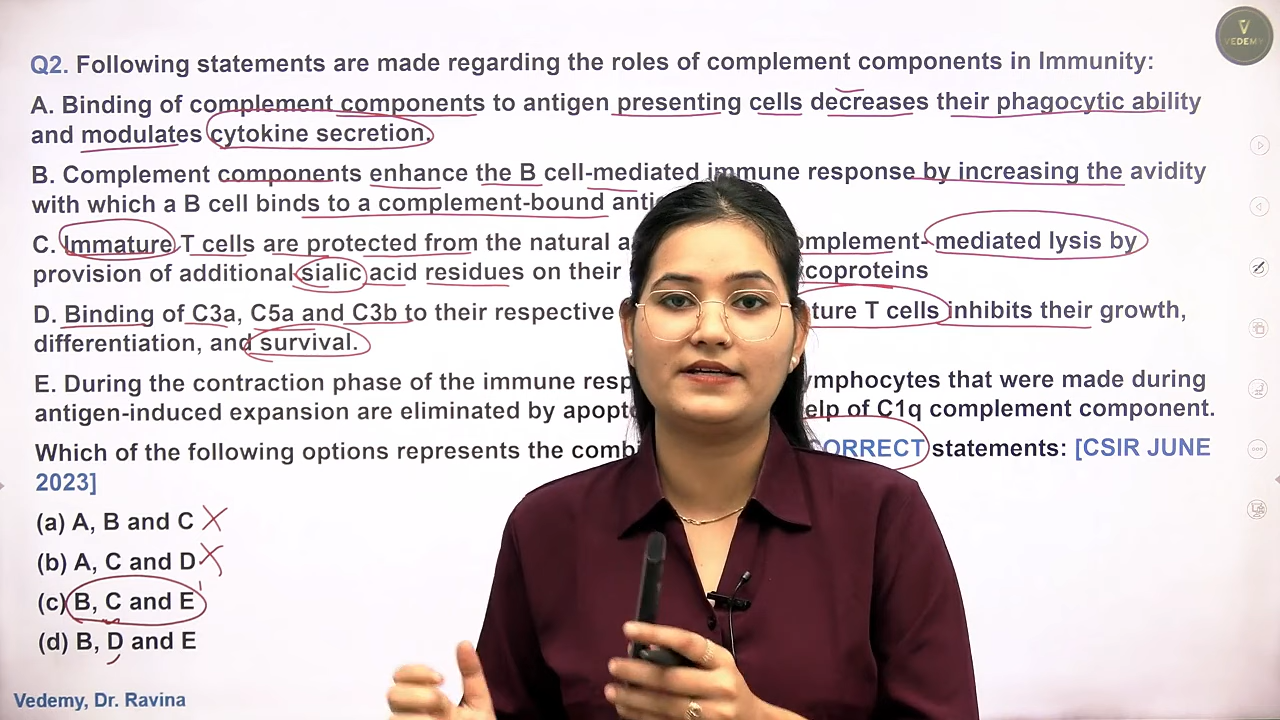 VEDEMY
Q2. Following statements are made regarding the roles of complement components in Immunity:
A. Binding of complement components to antigen presenting cells decreases their phagocytic ability
and modulates cytokine secretion.
B. Complement components enhance the B cell-mediated immune response by increasing the avidity
with which a B cell binds to a complement-bound
C. Immature T cells are protected from the natural mediated lysis by
provision of additional sialic acid residues on their
D. Binding of C3a, C5a and C3b to their respective T cells inhibits their growth,
differentiation, and survival.
E. During the contraction phase of the immune that were made during
antigen-induced expansion are eliminated by of C1q complement component.
Which of the following options represents the statements: [CSIR JUNE
2023]
(a) A, B and C
(b) A, C and D
(c) B, C and E
(d) B, D and E
Vedemy, Dr. Ravina